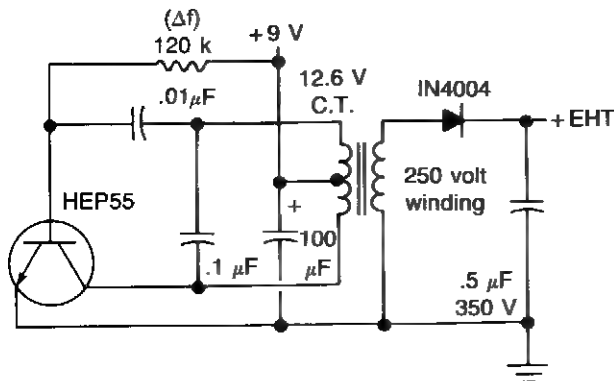 (Δf)
120 k
+9 V
.01μF
12.6 V
C.T.
IN4004
+ EHT
HEP55
250 volt
winding
+
100
μF
.1 μF
.5 μF
350 V